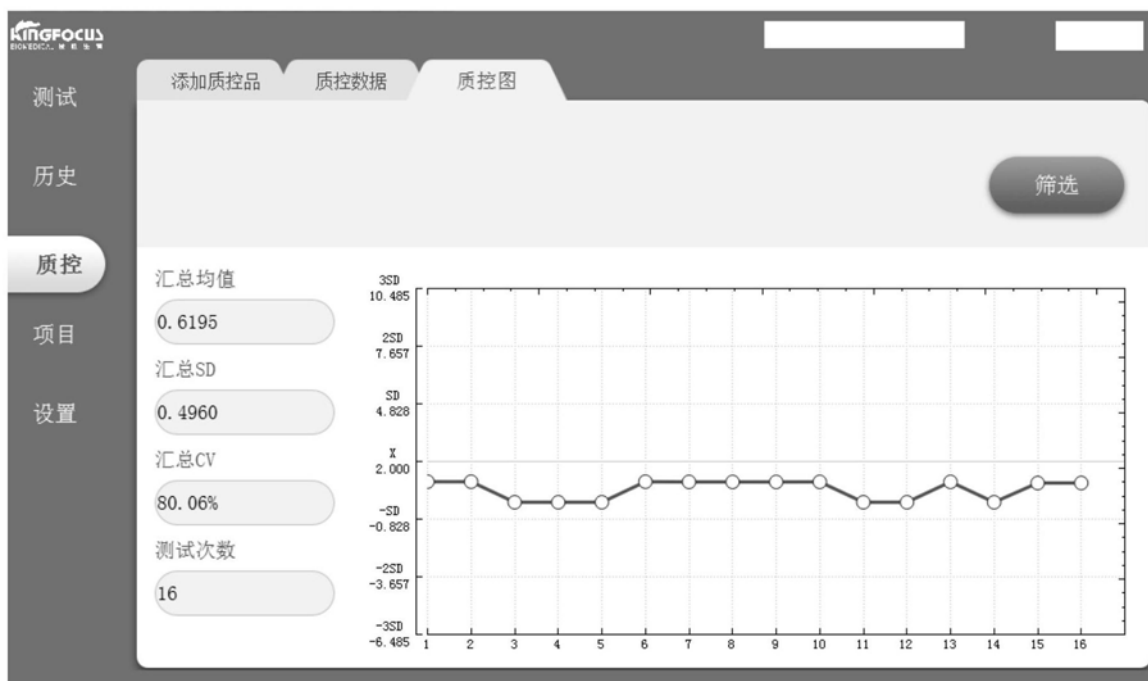 KINGFOCUS
BIOMEDICAL
添加质控品
质控数据
质控图
测试
历史
质控
项目
设置
筛选
汇总均值
0.6195
汇总SD
0.4960
汇总CV
80.06%
测试次数
16
3SD
10.485
2SD
7.657
SD
4.828
X
2.000
-SD
-0.828
-2SD
-3.657
-3SD
-6.485
1 2 3 4 5 6 7 8 9 10 11 12 13 14 15 16